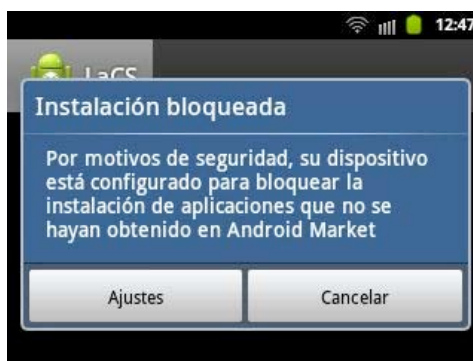 12:47
LaCS
Instalación bloqueada
Por motivos de seguridad, su dispositivo
está configurado para bloquear la
instalación de aplicaciones que no se
hayan obtenido en Android Market
Ajustes
Cancelar